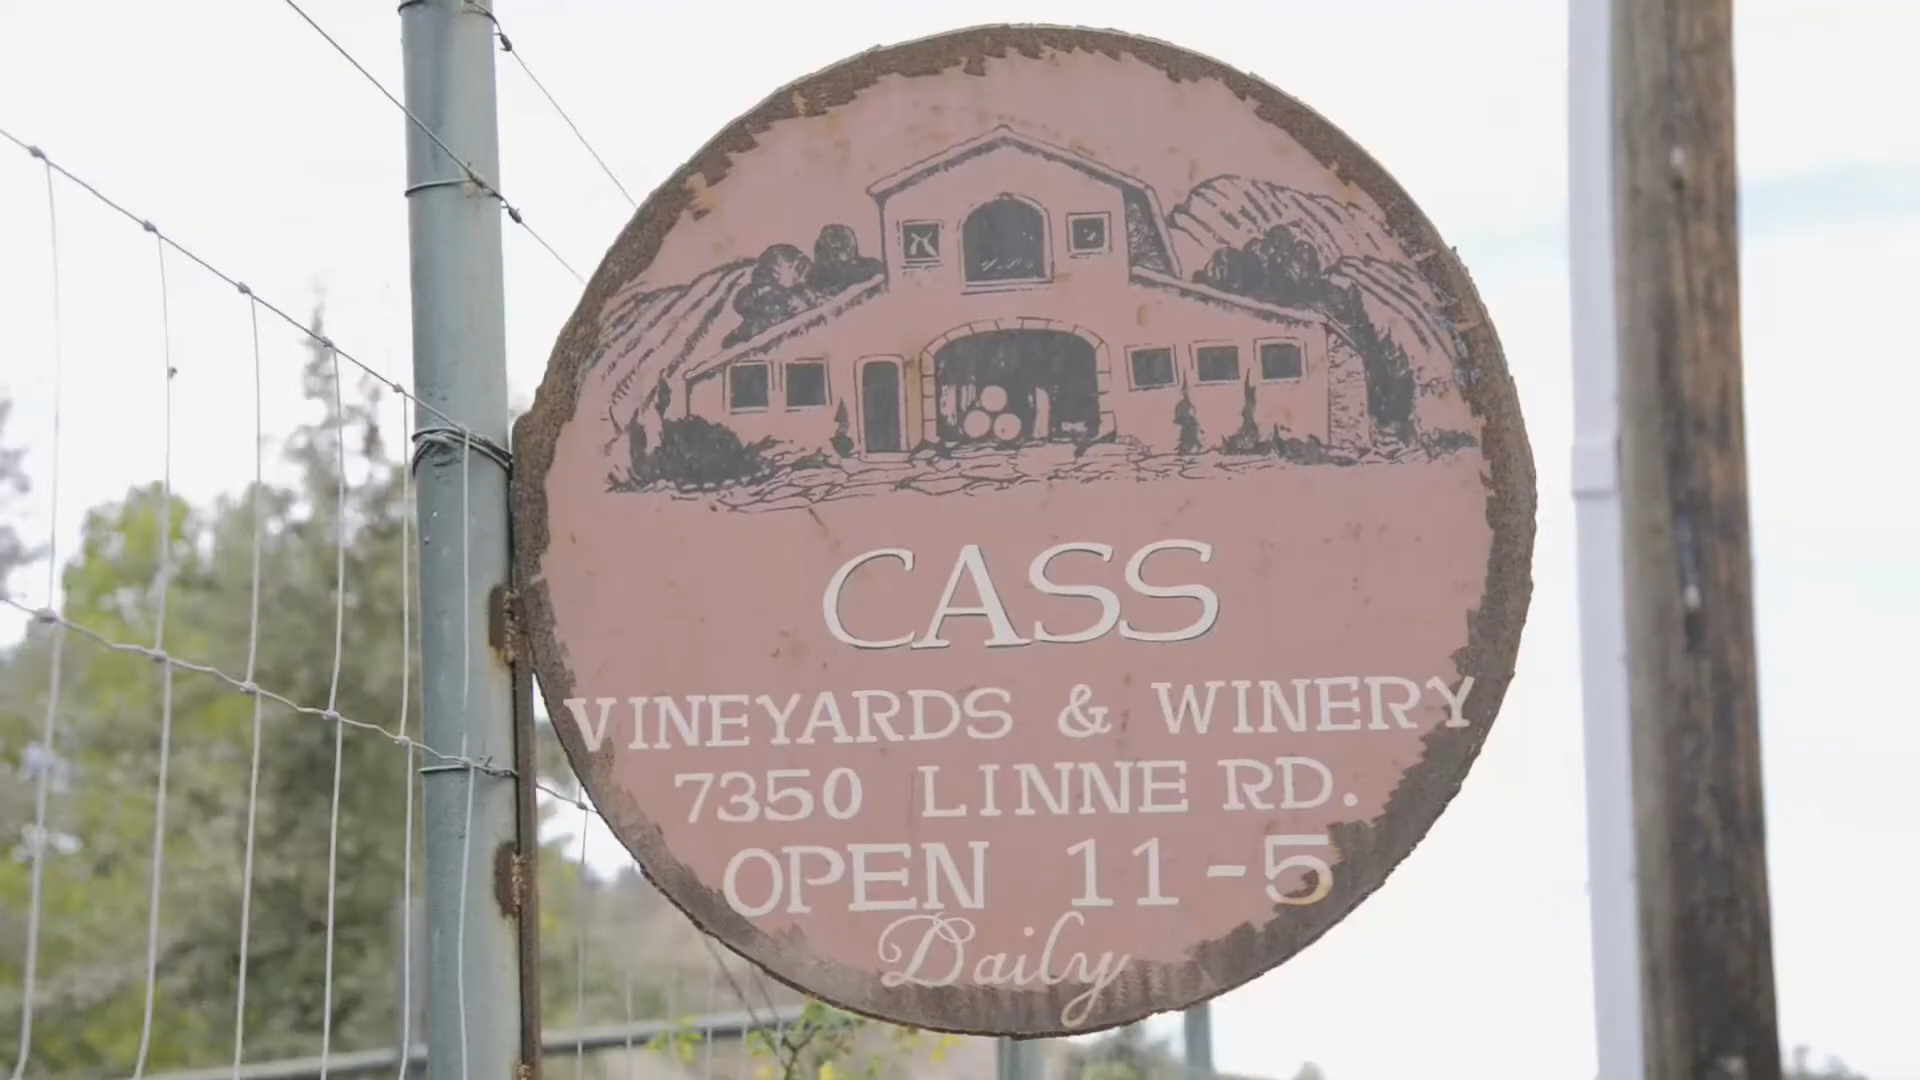 CASS
VINEYARDS & WINERY
7350 LINNE RD.
OPEN 11-5
Daily